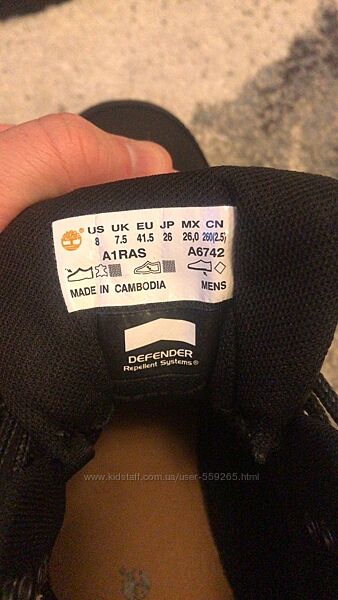 US UK EU JP MX CN
8 7.5 41.5 26 26,0 260(2.5)
A1RAS A6742
MADE IN CAMBODIA MENS
DEFENDER
Repellent Systems®
www.kidstaff.com.ua/user-559265.html